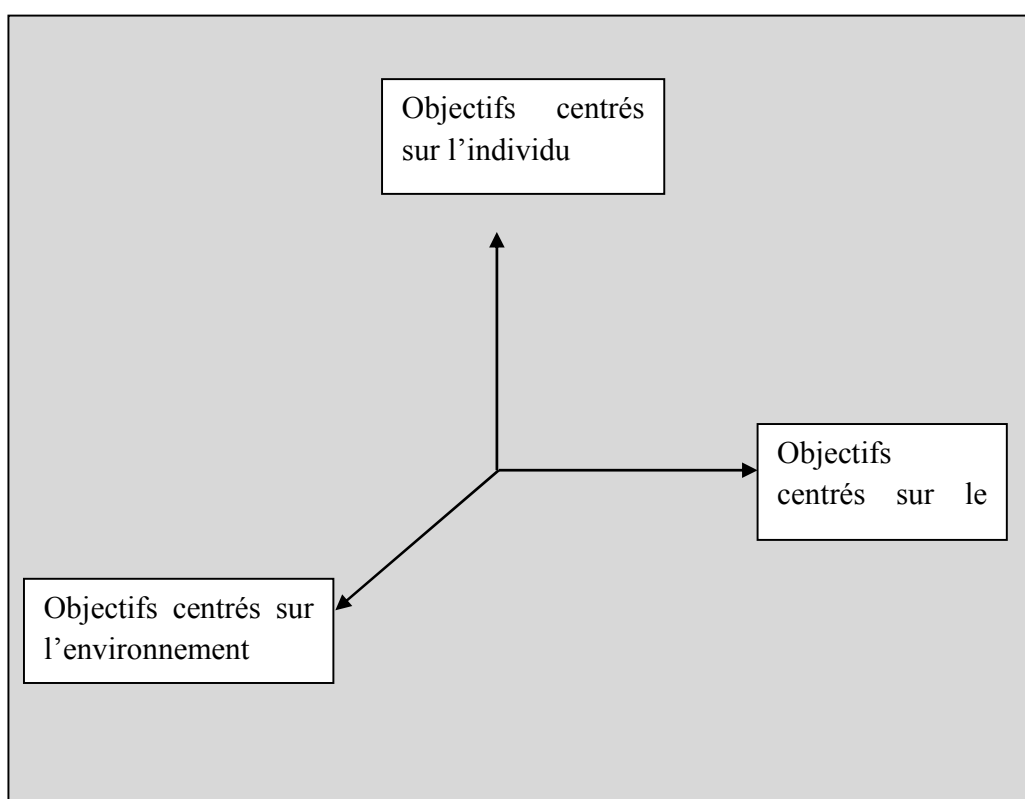 Objectifs centrés
sur l’individu
Objectifs
centrés sur le
Objectifs centrés sur
l’environnement